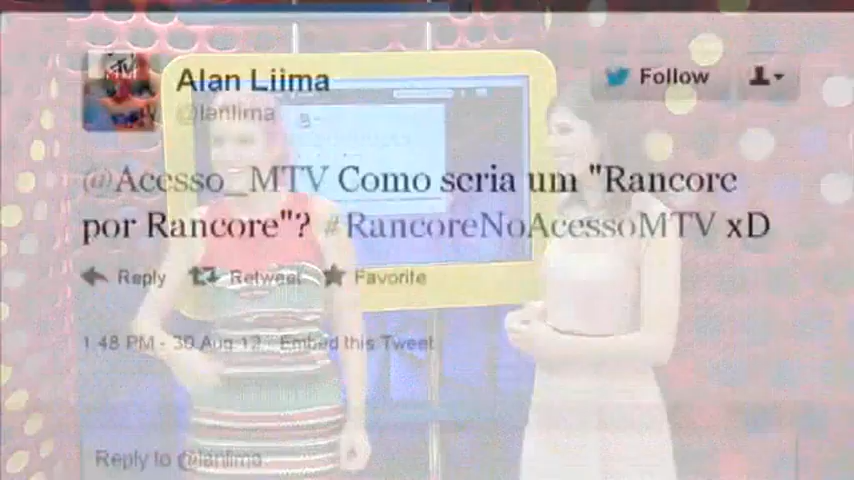 MTV
Alan Liima
@lanlima
Follow
@Acesso_MTV Como seria um "Rancore
por Rancore"? #RancoreNoAcessoMTV xD
Reply Retweet Favorite
1:48 PM - 30 Aug 12 · Embed this Tweet
Reply to @lanlima